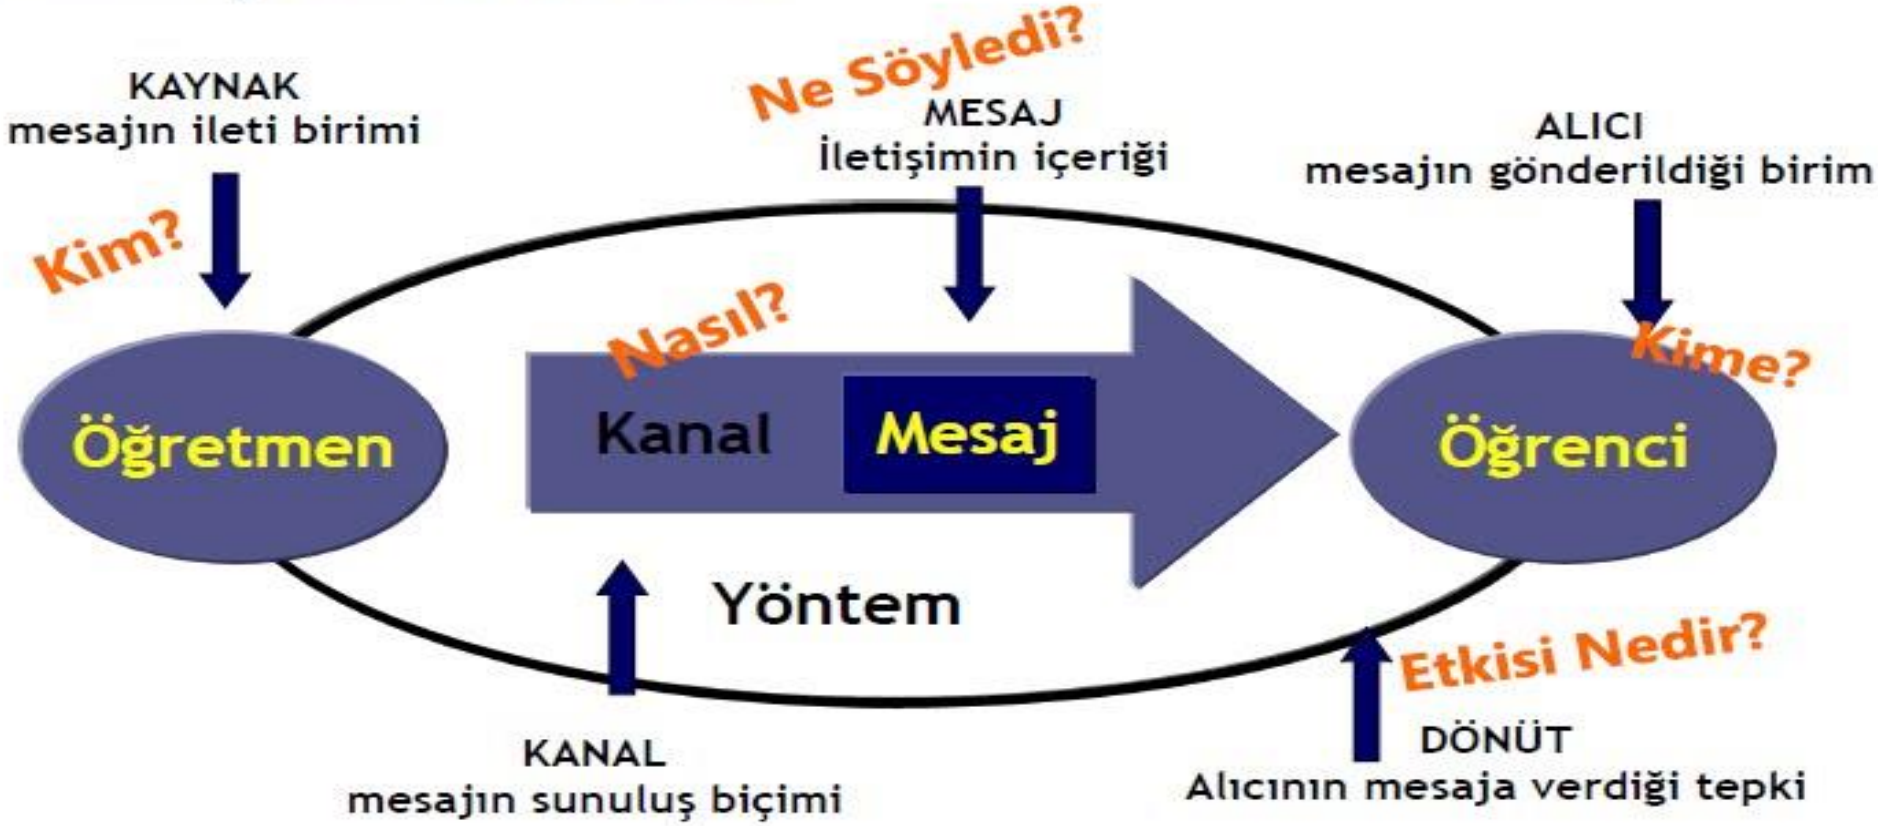 Ne Söyledi?
KAYNAK
mesajın ileti birimi
MESAJ
İletişimin içeriği
ALICI
mesajın gönderildiği birim
Kim?
Nasıl?
Kime?
Öğretmen
Kanal
Mesaj
Öğrenci
Yöntem
Etkisi Nedir?
KANAL
mesajın sunuluş biçimi
DÖNÜT
Alıcının mesaja verdiği tepki